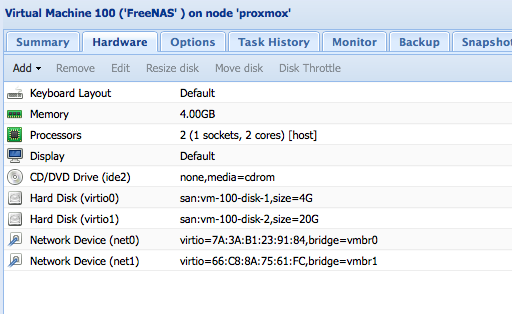 Virtual Machine 100 ('FreeNAS' ) on node 'proxmox'
Summary Hardware Options Task History Monitor Backup Snapshot
Add Remove Edit Resize disk Move disk Disk Throttle
Keyboard Layout Default
Memory 4.00GB
Processors 2 (1 sockets, 2 cores) [host]
Display Default
CD/DVD Drive (ide2) none,media=cdrom
Hard Disk (virtio0) san:vm-100-disk-1,size=4G
Hard Disk (virtio1) san:vm-100-disk-2,size=20G
Network Device (net0) virtio=7A:3A:B1:23:91:84,bridge=vmbr0
Network Device (net1) virtio=66:C8:8A:75:61:FC,bridge=vmbr1